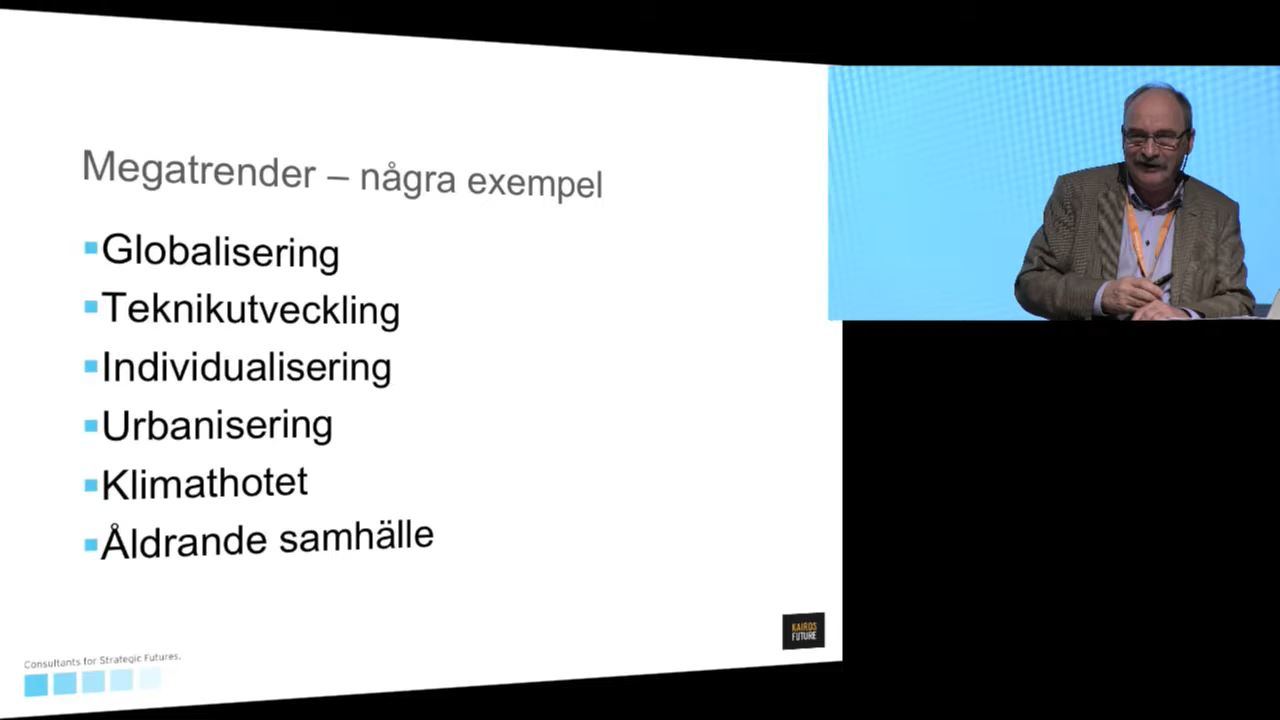 Megatrender – några exempel
Globalisering
Teknikutveckling
Individualisering
Urbanisering
Klimathotet
Åldrande samhälle
Consultants for Strategic Futures.
KAIROS
FUTURE